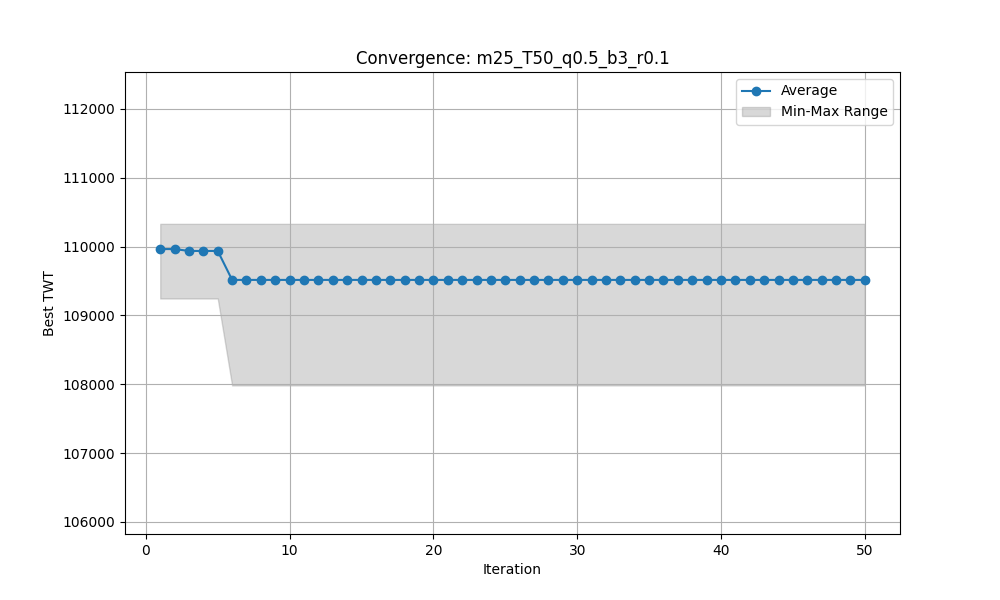 Convergence: m25_T50_q0.5_b3_r0.1
Average
Min-Max Range
Best TWT
112000
111000
110000
109000
108000
107000
106000
0 10 20 30 40 50
Iteration